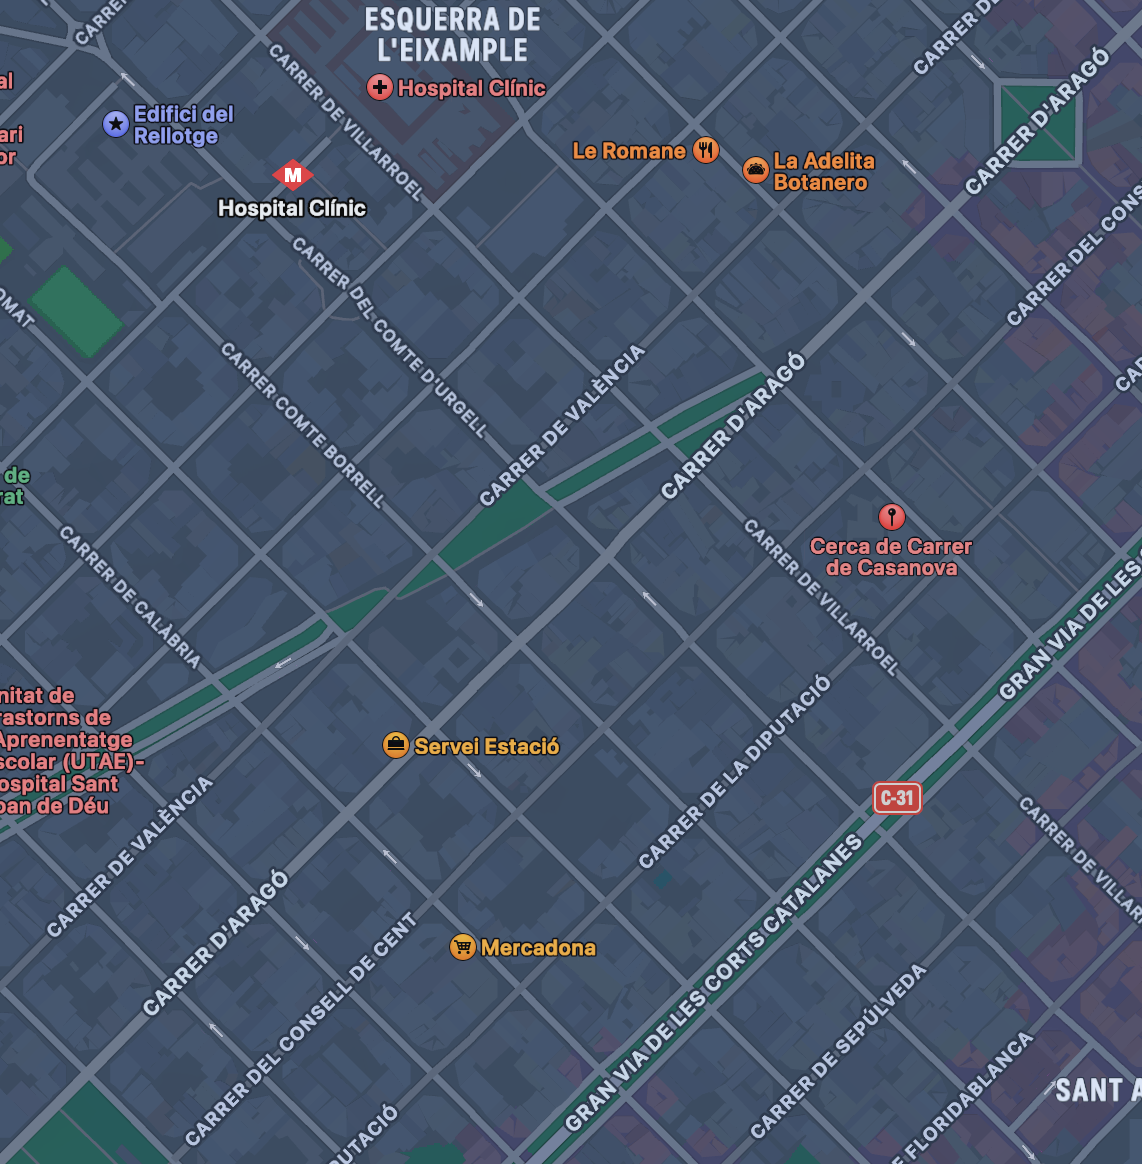 ESQUERRA DE
L'EIXAMPLE
CARRE
CARRER DE
Hospital Clínic
CARRER DE VILLARROEL
CARRER D'ARAGÓ
al
Edifici del
Rellotge
ari
or
Le Romane
La Adelita
Botanero
M
Hospital Clínic
CARRER DEL CONS
CARRER DEL COMTE D'URGELL
OMAT
CARRER COMTE BORRELL
CARRER DE VALÈNCIA
CARRER D'ARAGÓ
CAR
de
rat
CARRER DE CALÀBRIA
CARRER DE VILLARROEL
Cerca de Carrer
de Casanova
GRAN VIA DE LES
nitat de
rastorns de
Aprenentatge
scolar (UTAE)-
ospital Sant
oan de Déu
Servei Estació
CARRER DE LA DIPUTACIÓ
C-31
CARRER DE VALÈNCIA
CARRER DE VILLAR
GRAN VIA DE LES CORTS CATALANES
CARRER D'ARAGÓ
CARRER DEL CONSELL DE CENT
Mercadona
CARRER DE SEPÚLVEDA
E FLORIDABLANCA
SANT A
PUTACIÓ